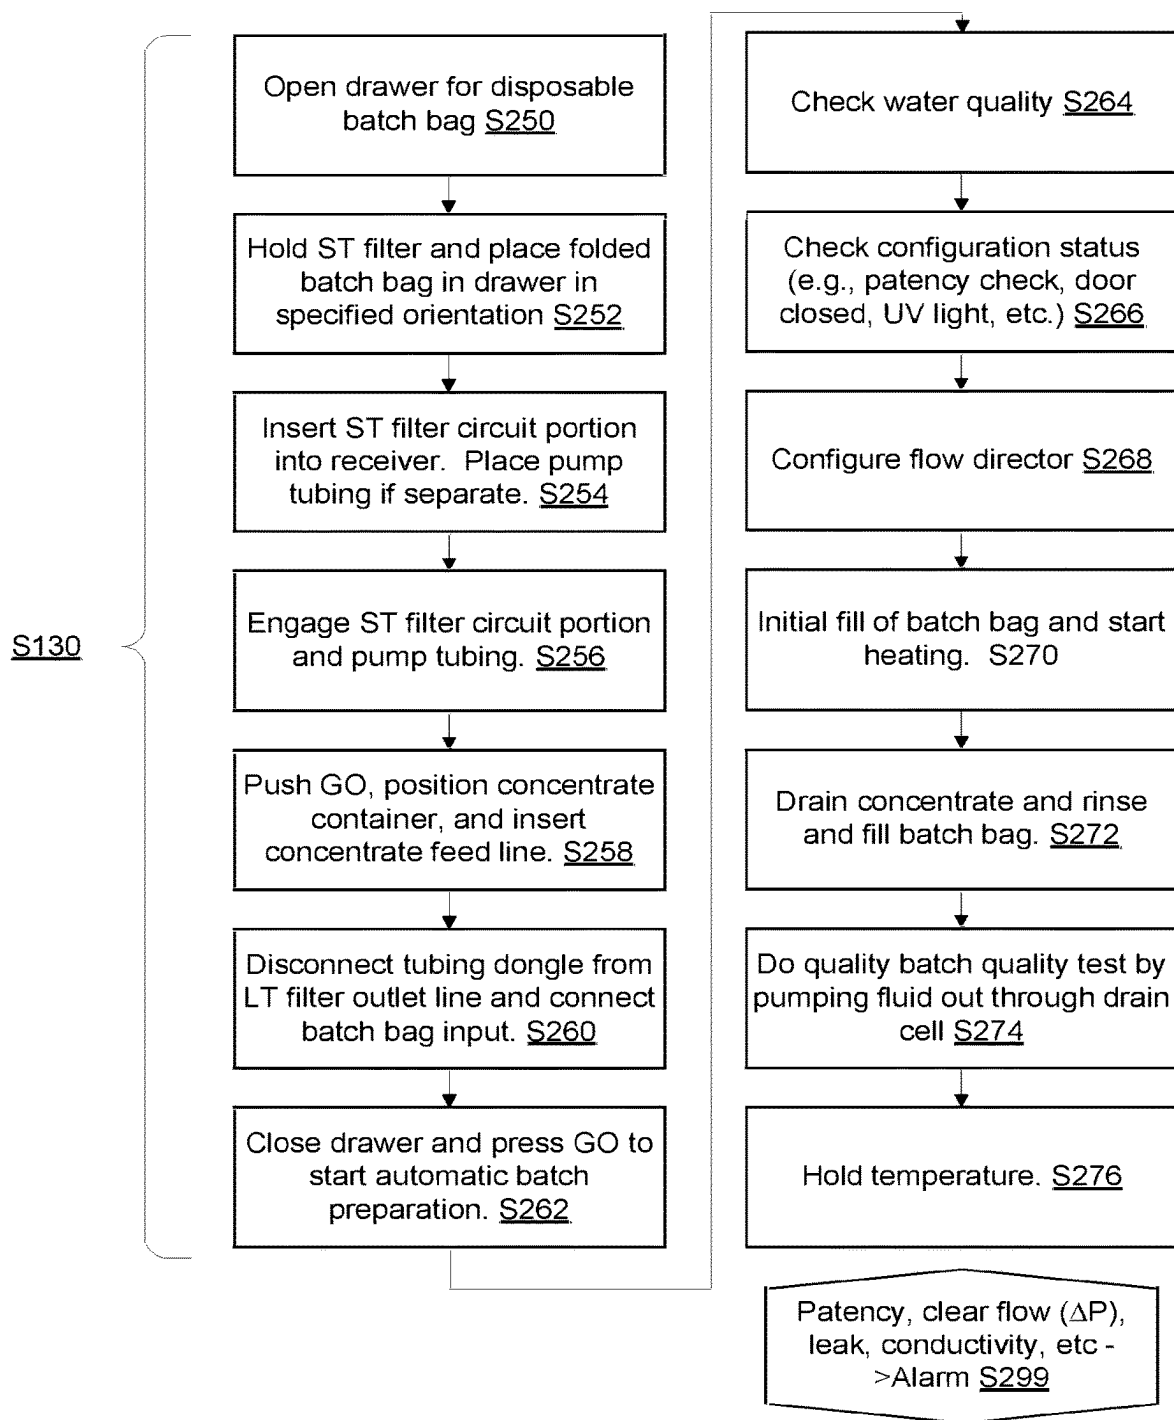 S130
Open drawer for disposable
batch bag S250
Hold ST filter and place folded
batch bag in drawer in
specified orientation S252
Insert ST filter circuit portion
into receiver.  Place pump
tubing if separate. S254
Engage ST filter circuit portion
and pump tubing. S256
Push GO, position concentrate
container, and insert
concentrate feed line. S258
Disconnect tubing dongle from
LT filter outlet line and connect
batch bag input. S260
Close drawer and press GO to
start automatic batch
preparation. S262
Check water quality S264
Check configuration status
(e.g., patency check, door
closed, UV light, etc.) S266
Configure flow director S268
Initial fill of batch bag and start
heating.  S270
Drain concentrate and rinse
and fill batch bag. S272
Do quality batch quality test by
pumping fluid out through drain
cell S274
Hold temperature. S276
Patency, clear flow (ΔP),
leak, conductivity, etc -
>Alarm S299